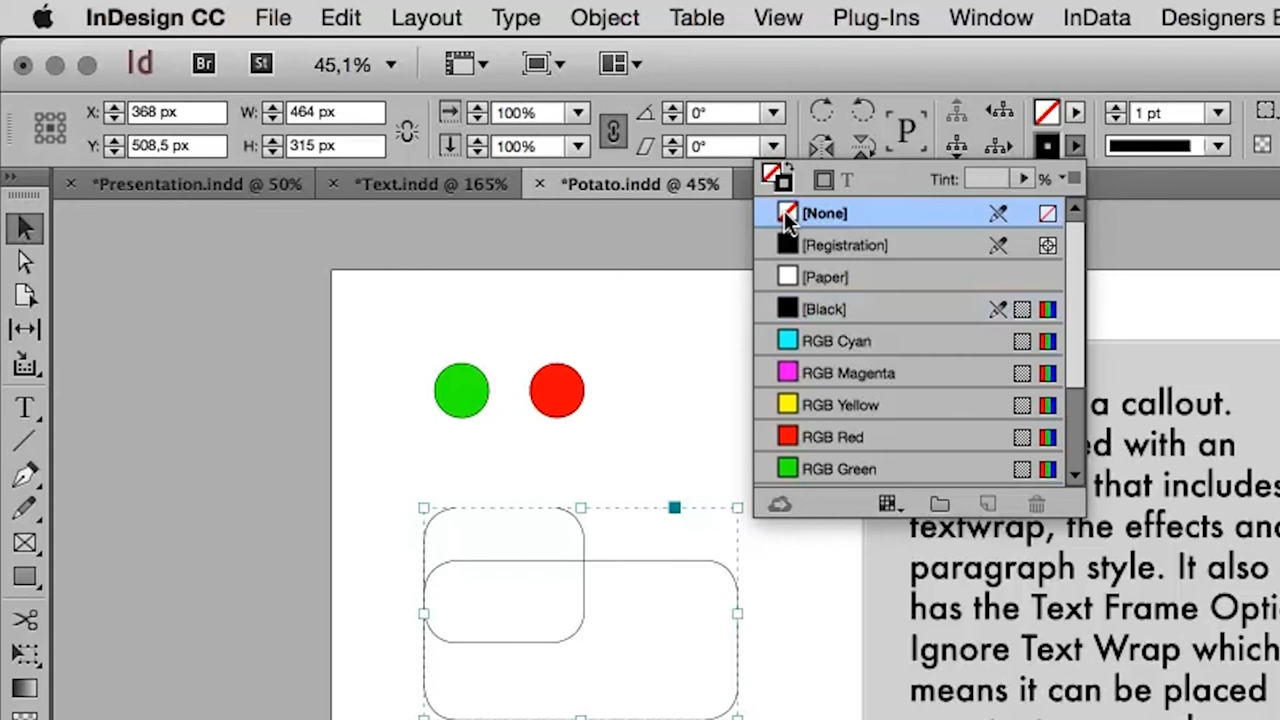 InDesign CC File Edit Layout Type Object Table View Plug-Ins Window InData Designers E
Id Br St 45,1%
X: 368 px W: 464 px 100% 0° P 1 pt
Y: 508,5 px H: 315 px 100% 0°
× *Presentation.indd @ 50% × *Text.indd @ 165% × *Potato.indd @ 45%
T Tint: %
[None]
[Registration]
[Paper]
[Black]
RGB Cyan
RGB Magenta
RGB Yellow
RGB Red
RGB Green
T
a callout.
ed with an
that includes
textwrap, the effects and
paragraph style. It also
has the Text Frame Opti
Ignore Text Wrap which
means it can be placed